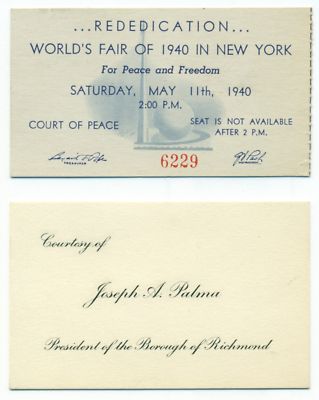 ...REDEDICATION...
WORLD'S FAIR OF 1940 IN NEW YORK
For Peace and Freedom
SATURDAY, MAY 11th, 1940
2:00 P.M.
COURT OF PEACE
SEAT IS NOT AVAILABLE
AFTER 2 P.M.
TREASURER
6229
Courtesy of
Joseph A. Palma
President of the Borough of Richmond